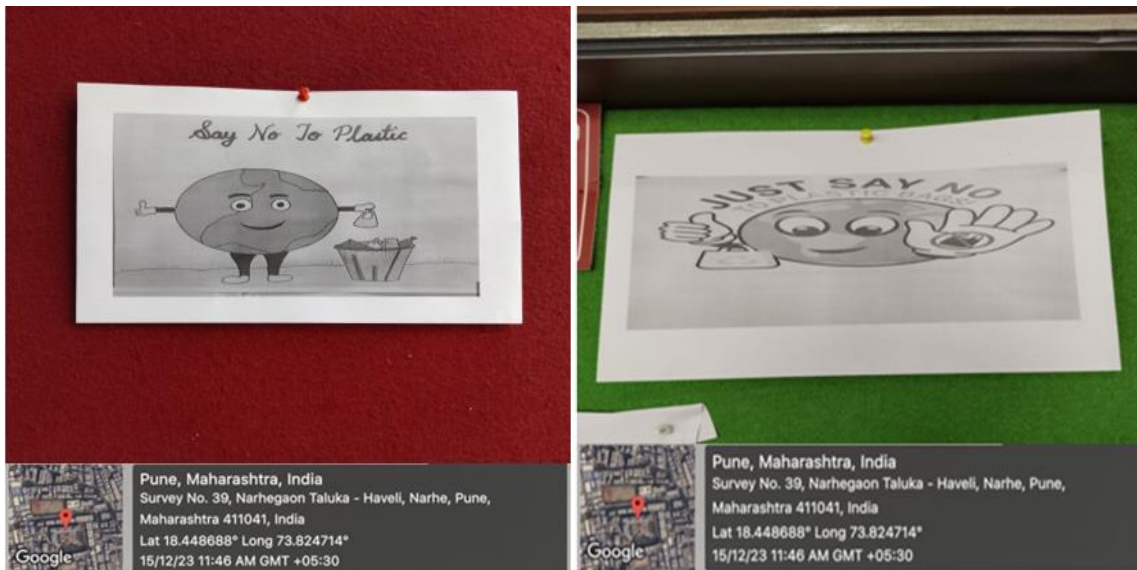 Say No To Plastic
Pune, Maharashtra, India
Survey No. 39, Narhegaon Taluka - Haveli, Narhe, Pune,
Maharashtra 411041, India
Lat 18.448688° Long 73.824714°
15/12/23 11:46 AM GMT +05:30
Google
JUST SAY NO
TO PLASTIC BAGS!
Pune, Maharashtra, India
Survey No. 39, Narhegaon Taluka - Haveli, Narhe, Pune,
Maharashtra 411041, India
Lat 18.448688° Long 73.824714°
15/12/23 11:46 AM GMT +05:30
Google